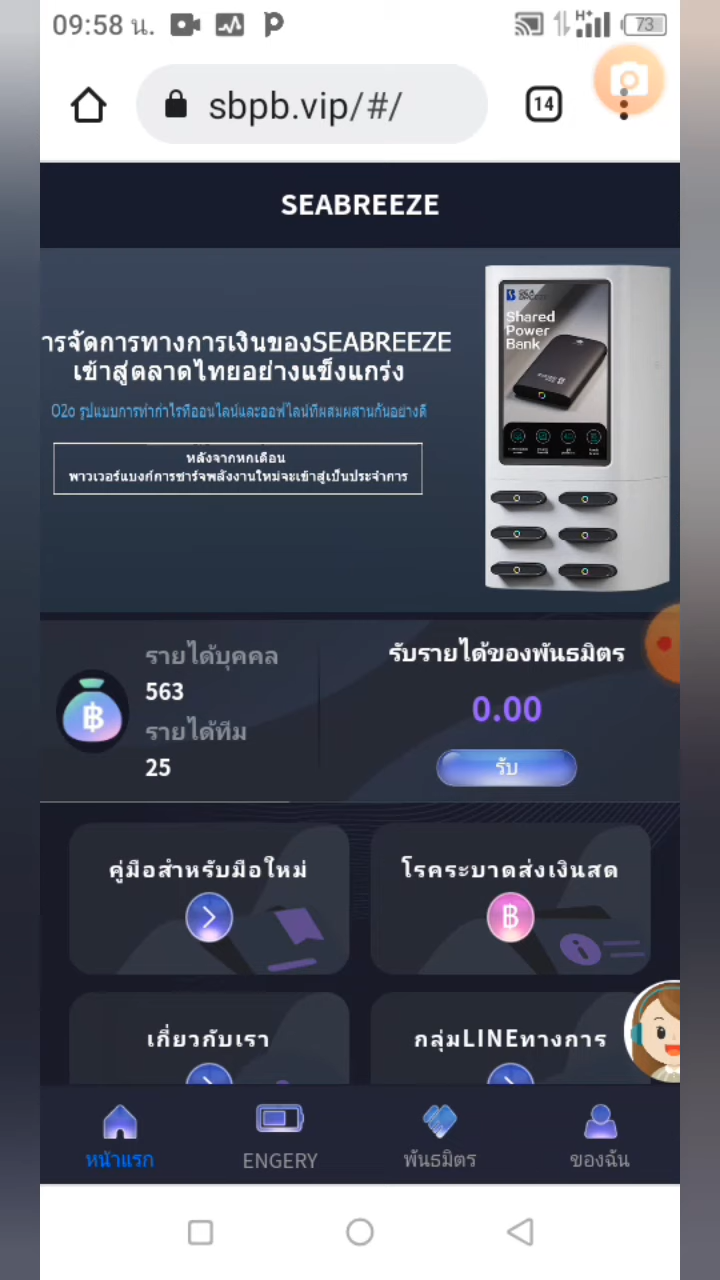 09:58 น.
73
sbpb.vip/#/
14
SEABREEZE
ารจัดการทางการเงินของSEABREEZE
เข้าสู่ตลาดไทยอย่างแข็งแกร่ง
O2o รูปแบบการทำกำไรที่ออนไลน์และออฟไลน์ที่ผสมผสานกันอย่างดี
หลังจากหกเดือน
พาวเวอร์แบงก์การชาร์จพลังงานใหม่จะเข้าสู่เป็นประจำการ
Shared
Power
Bank
รายได้บุคคล
563
รายได้ทีม
25
รับรายได้ของพันธมิตร
0.00
รับ
คู่มือสำหรับมือใหม่
โรคระบาดส่งเงินสด
เกี่ยวกับเรา
กลุ่มLINEทางการ
หน้าแรก
ENGERY
พันธมิตร
ของฉัน